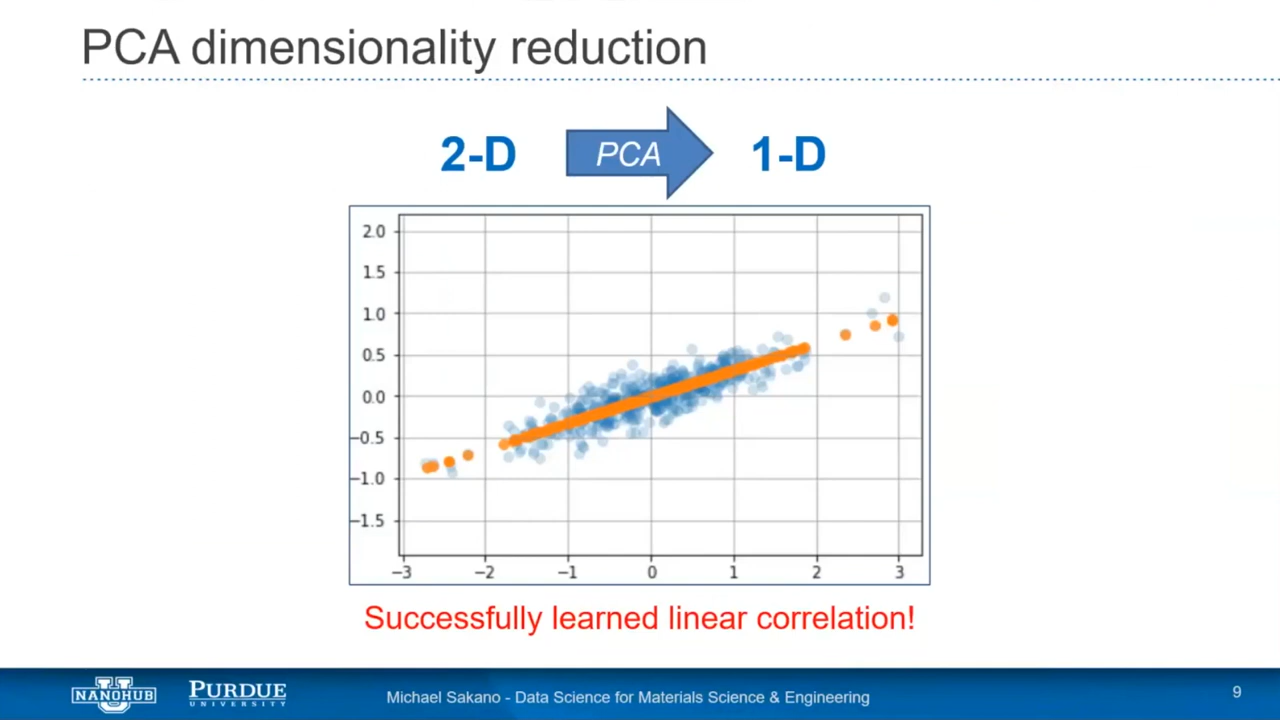 PCA dimensionality reduction
2-D PCA 1-D
2.0
1.5
1.0
0.5
0.0
−0.5
−1.0
−1.5
−3 −2 −1 0 1 2 3
Successfully learned linear correlation!
NANOHUB
PURDUE
UNIVERSITY
Michael Sakano - Data Science for Materials Science & Engineering
9